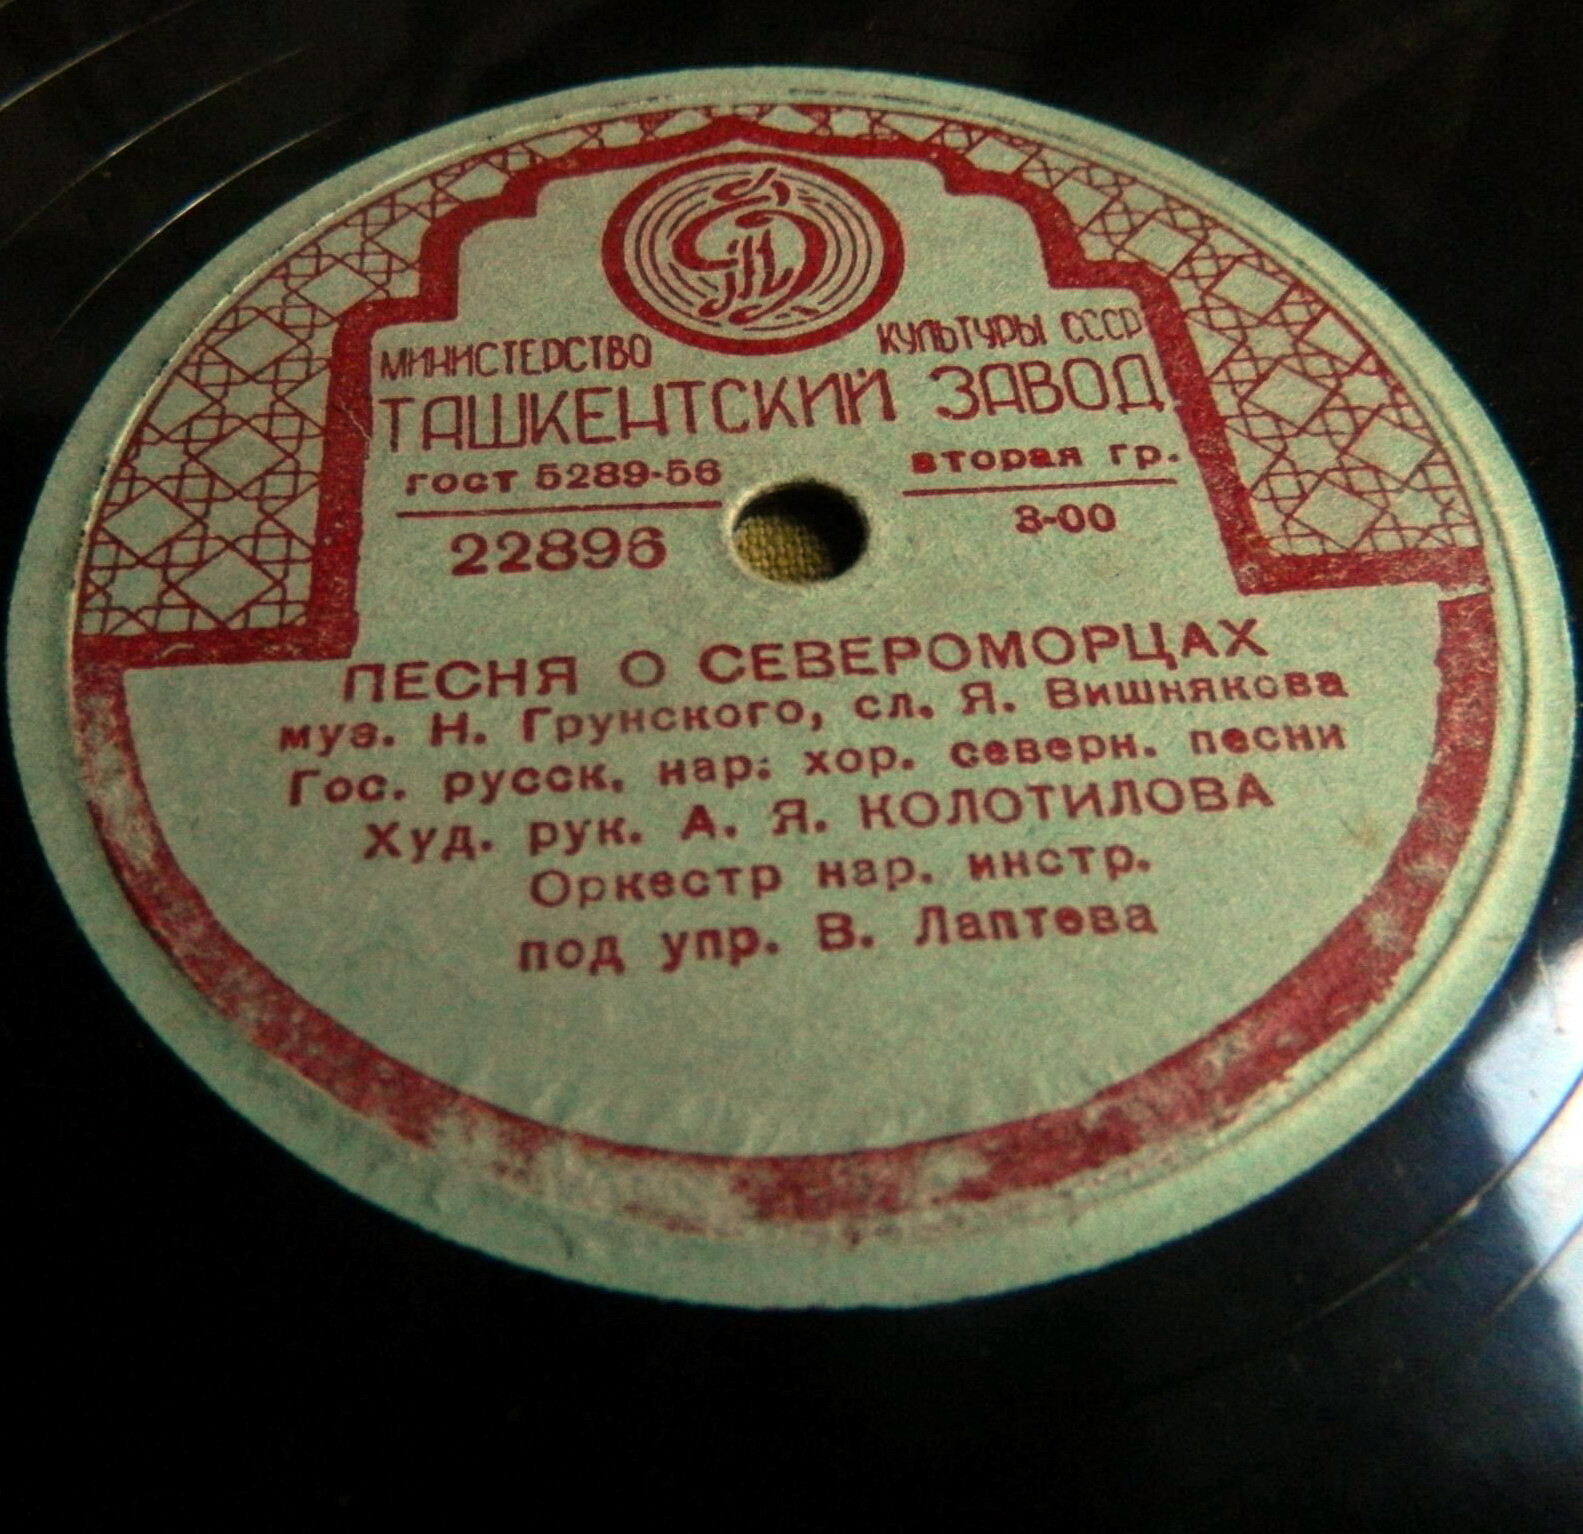 МИНИСТЕРСТВО КУЛЬТУРЫ СССР
ТАШКЕНТСКИЙ ЗАВОД
гост 5289-56 вторая гр.
22896 8-00
ПЕСНЯ О СЕВЕРОМОРЦАХ
муз. Н. Грунского, сл. Я. Вишнякова
Гос. русск. нар. хор. северн. песни
Худ. рук. А. Я. КОЛОТИЛОВА
Оркестр нар. инстр.
под упр. В. Лаптева